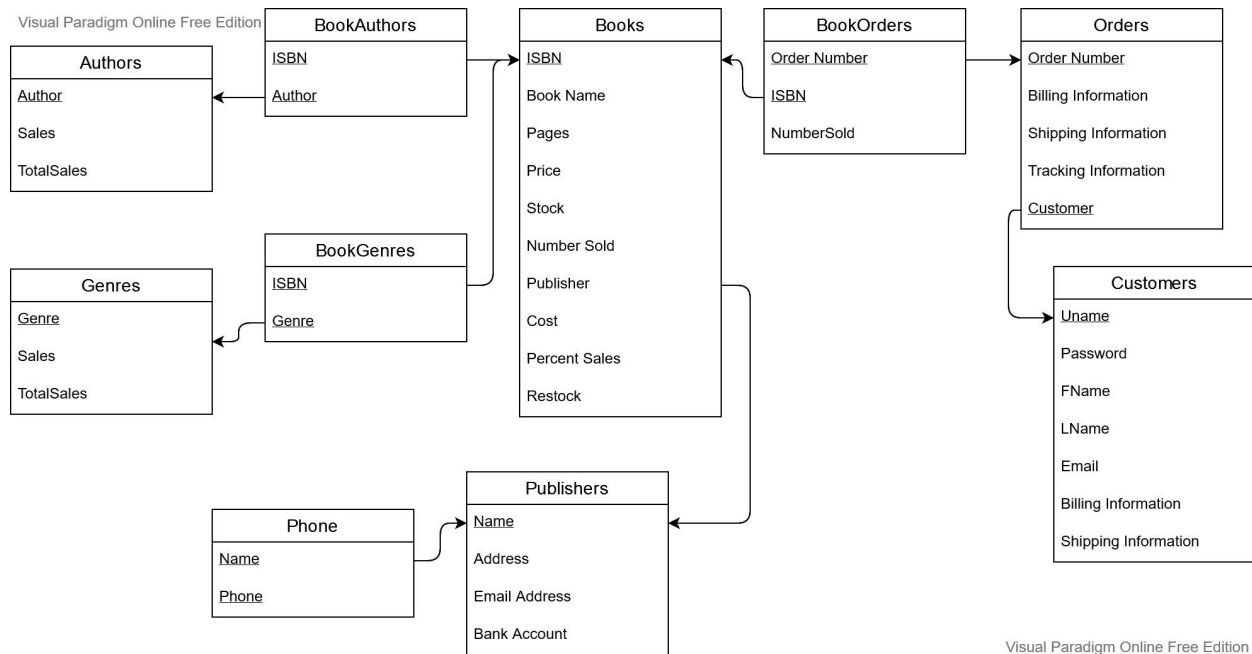 Visual Paradigm Online Free Edition
Authors
Author
Sales
TotalSales
BookAuthors
ISBN
Author
Genres
Genre
Sales
TotalSales
BookGenres
ISBN
Genre
Books
ISBN
Book Name
Pages
Price
Stock
Number Sold
Publisher
Cost
Percent Sales
Restock
BookOrders
Order Number
ISBN
NumberSold
Orders
Order Number
Billing Information
Shipping Information
Tracking Information
Customer
Customers
Uname
Password
FName
LName
Email
Billing Information
Shipping Information
Phone
Name
Phone
Publishers
Name
Address
Email Address
Bank Account
Visual Paradigm Online Free Edition